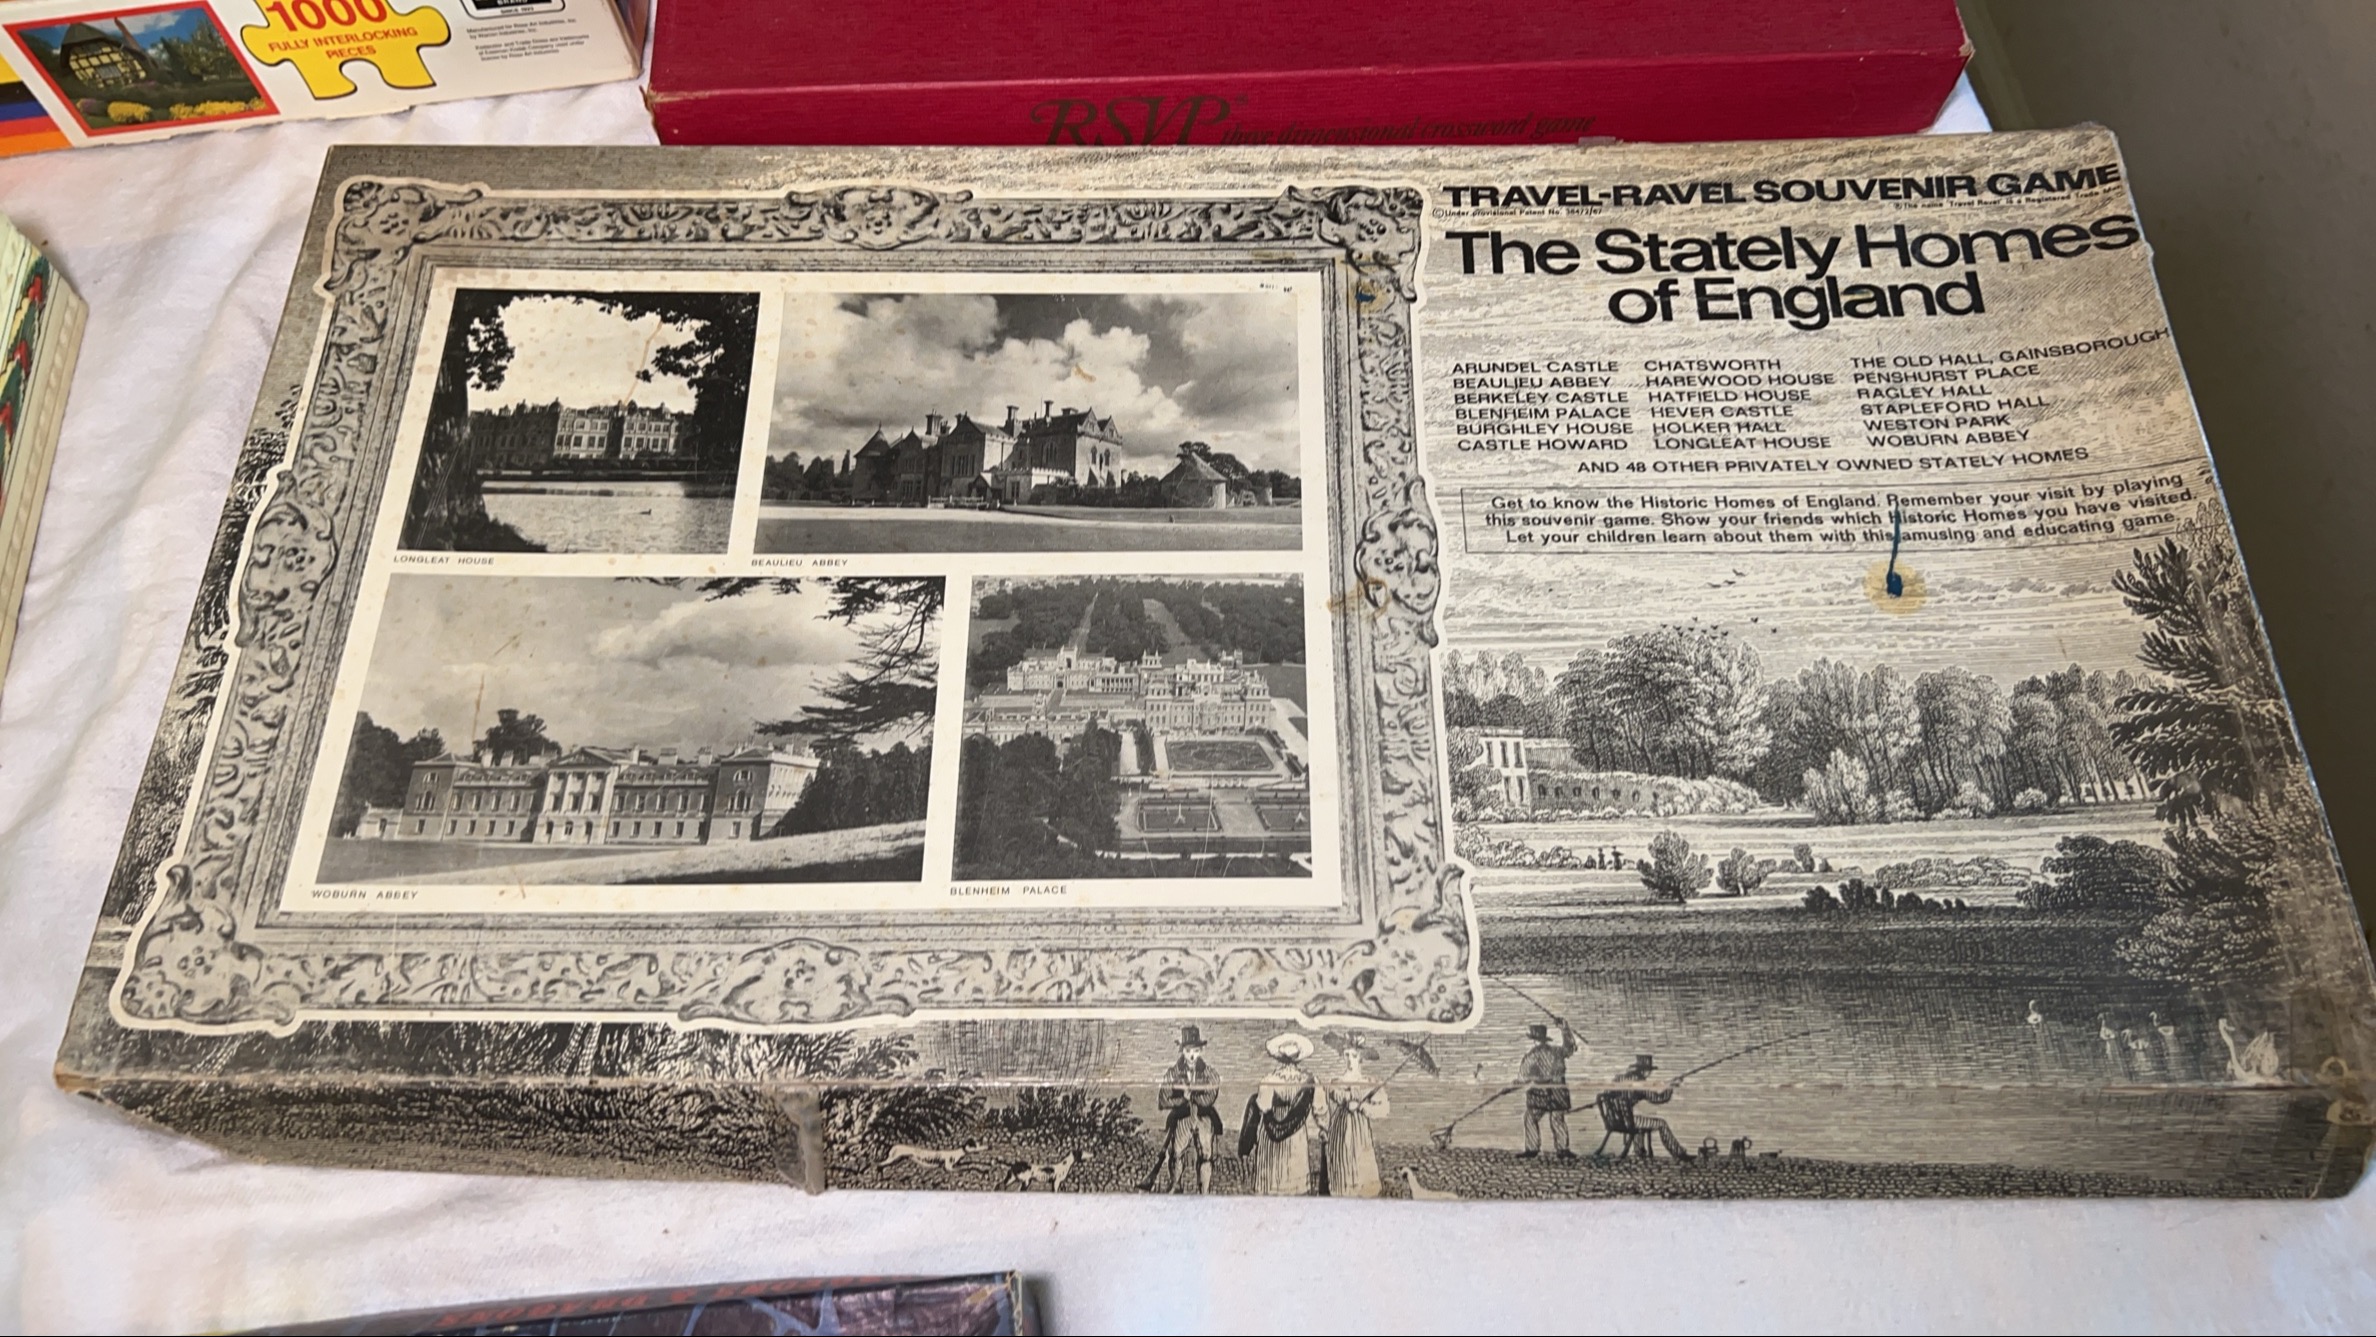 1000
FULLY INTERLOCKING
PIECES
RSVP
three dimensional crossword game
TRAVEL-RAVEL SOUVENIR GAME
The Stately Homes
of England
ARUNDEL CASTLE
BEAULIEU ABBEY
BERKELEY CASTLE
BLENHEIM PALACE
BURGHLEY HOUSE
CASTLE HOWARD
CHATSWORTH
HAREWOOD HOUSE
HATFIELD HOUSE
HEVER CASTLE
HOLKER HALL
LONGLEAT HOUSE
THE OLD HALL, GAINSBOROUGH
PENSHURST PLACE
RAGLEY HALL
STAPLEFORD HALL
WESTON PARK
WOBURN ABBEY
AND 48 OTHER PRIVATELY OWNED STATELY HOMES
Get to know the Historic Homes of England. Remember your visit by playing
this souvenir game. Show your friends which Historic Homes you have visited.
Let your children learn about them with this amusing and educating game.
LONGLEAT HOUSE
BEAULIEU ABBEY
WOBURN ABBEY
BLENHEIM PALACE